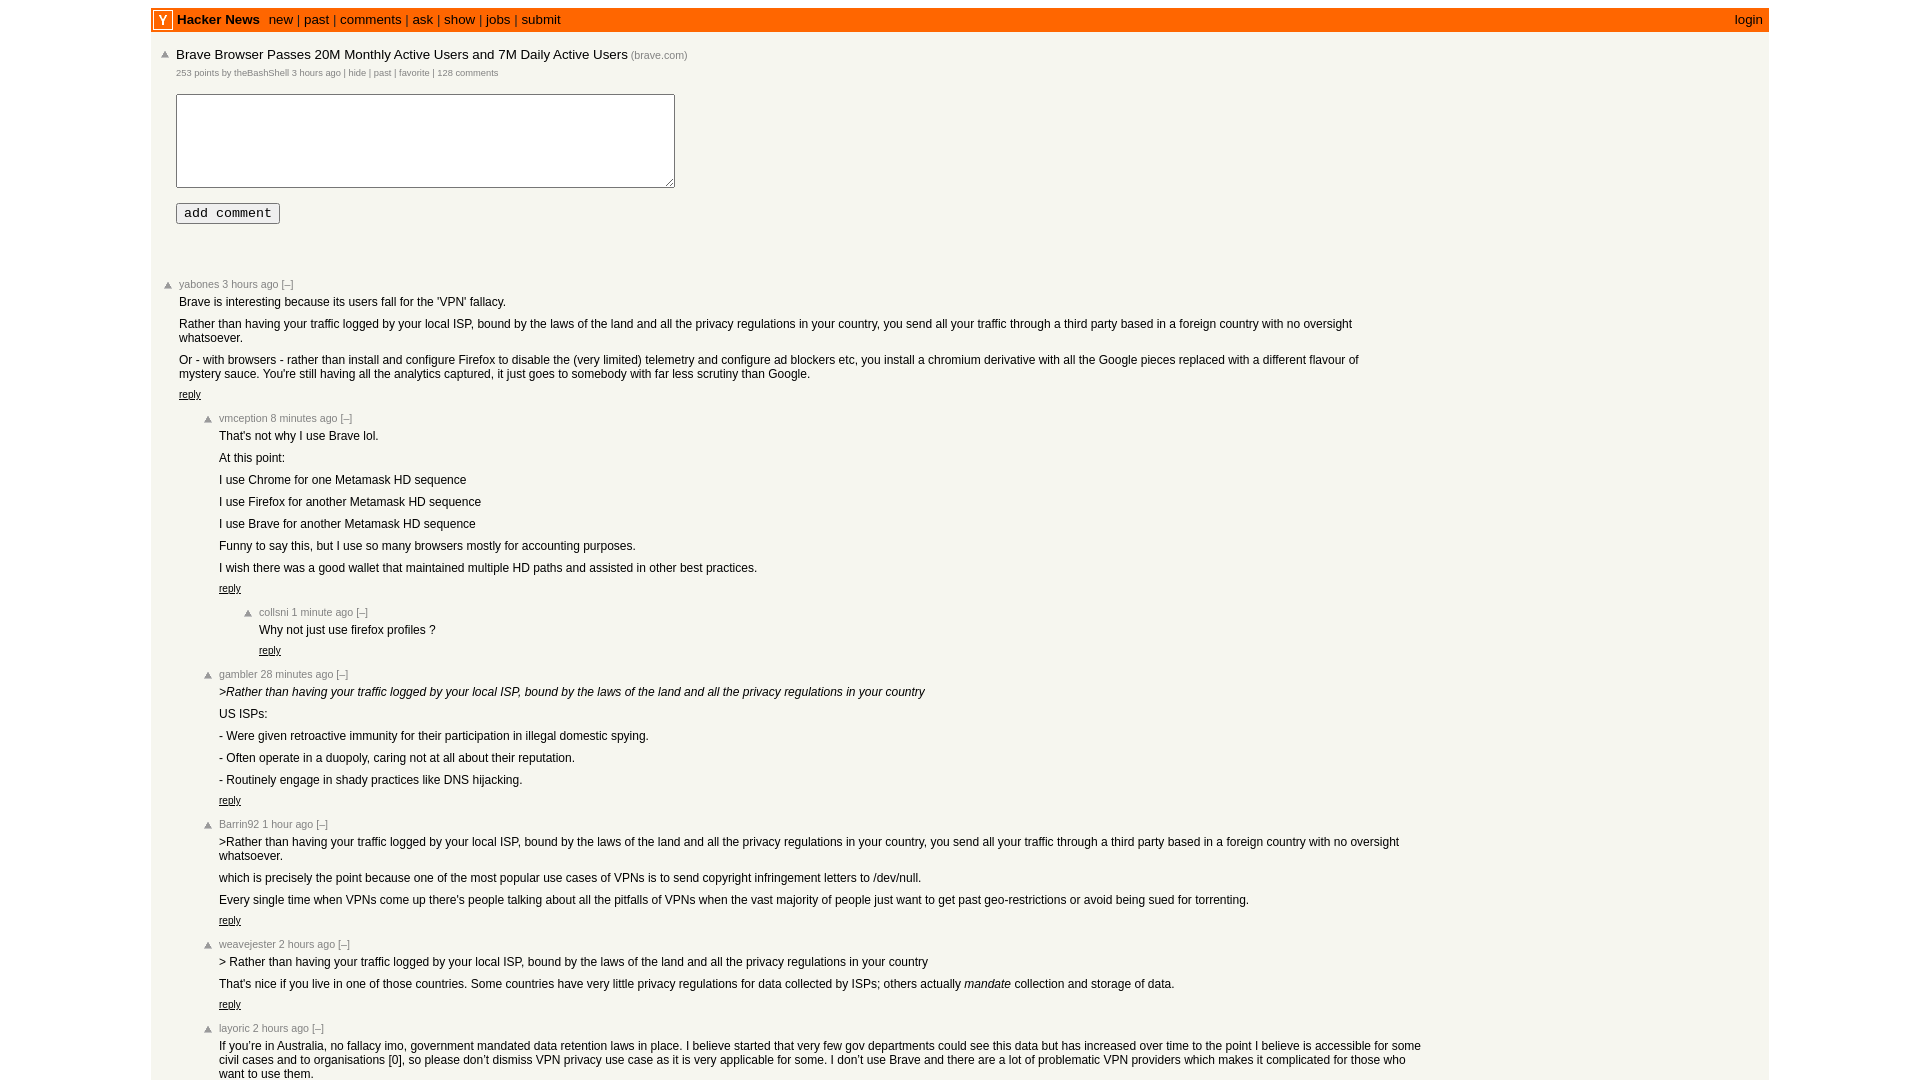 Y Hacker News new | past | comments | ask | show | jobs | submit login
Brave Browser Passes 20M Monthly Active Users and 7M Daily Active Users (brave.com)
253 points by theBashShell 3 hours ago | hide | past | favorite | 128 comments
add comment
yabones 3 hours ago [–]
Brave is interesting because its users fall for the 'VPN' fallacy.
Rather than having your traffic logged by your local ISP, bound by the laws of the land and all the privacy regulations in your country, you send all your traffic through a third party based in a foreign country with no oversight
whatsoever.
Or - with browsers - rather than install and configure Firefox to disable the (very limited) telemetry and configure ad blockers etc, you install a chromium derivative with all the Google pieces replaced with a different flavour of
mystery sauce. You're still having all the analytics captured, it just goes to somebody with far less scrutiny than Google.
reply
vmception 8 minutes ago [–]
That's not why I use Brave lol.
At this point:
I use Chrome for one Metamask HD sequence
I use Firefox for another Metamask HD sequence
I use Brave for another Metamask HD sequence
Funny to say this, but I use so many browsers mostly for accounting purposes.
I wish there was a good wallet that maintained multiple HD paths and assisted in other best practices.
reply
collsni 1 minute ago [–]
Why not just use firefox profiles ?
reply
gambler 28 minutes ago [–]
>Rather than having your traffic logged by your local ISP, bound by the laws of the land and all the privacy regulations in your country
US ISPs:
- Were given retroactive immunity for their participation in illegal domestic spying.
- Often operate in a duopoly, caring not at all about their reputation.
- Routinely engage in shady practices like DNS hijacking.
reply
Barrin92 1 hour ago [–]
>Rather than having your traffic logged by your local ISP, bound by the laws of the land and all the privacy regulations in your country, you send all your traffic through a third party based in a foreign country with no oversight
whatsoever.
which is precisely the point because one of the most popular use cases of VPNs is to send copyright infringement letters to /dev/null.
Every single time when VPNs come up there's people talking about all the pitfalls of VPNs when the vast majority of people just want to get past geo-restrictions or avoid being sued for torrenting.
reply
weavejester 2 hours ago [–]
> Rather than having your traffic logged by your local ISP, bound by the laws of the land and all the privacy regulations in your country
That's nice if you live in one of those countries. Some countries have very little privacy regulations for data collected by ISPs; others actually mandate collection and storage of data.
reply
layoric 2 hours ago [–]
If you’re in Australia, no fallacy imo, government mandated data retention laws in place. I believe started that very few gov departments could see this data but has increased over time to the point I believe is accessible for some
civil cases and to organisations [0], so please don’t dismiss VPN privacy use case as it is very applicable for some. I don’t use Brave and there are a lot of problematic VPN providers which makes it complicated for those who
want to use them.